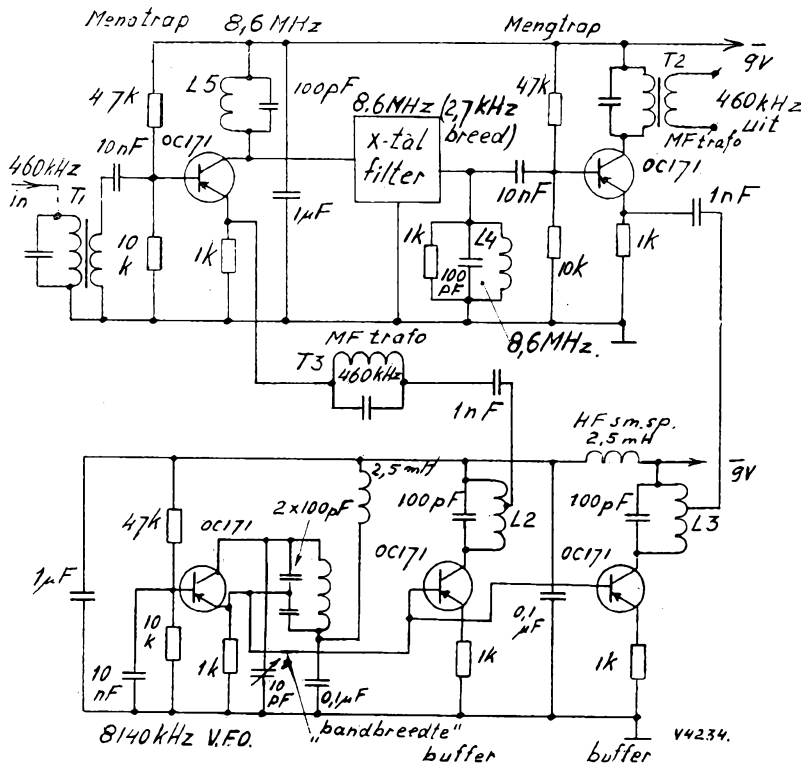 Mengtrap
8,6 MHz
Mengtrap
47k
L5
100pF
8.6MHz (2,7 kHz breed)
x-tal
filter
47k
T2
9V
460kHz
uit
MF trafo
10nF
OC171
460kHz
in
T1
10nF
OC171
1nF
10
k
1k
1μF
1k
100
pF
L4
10k
1k
8,6MHz.
MF trafo
T3
460kHz
1nF
HF sm.sp.
2,5mH
9V
2,5mH
47k
OC171
2x100pF
100pF
L2
100pF
L3
OC171
OC171
1μF
10
k
0,1
μF
10
nF
1k
10
pF
0,1μF
1k
1k
8140kHz V.F.O.
„bandbreedte"
buffer
buffer
V4234.